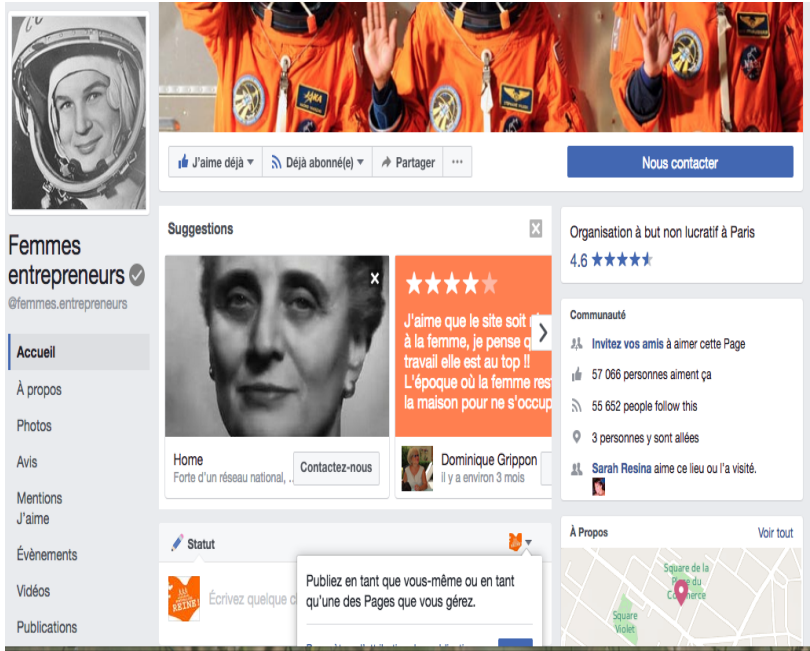 Femmes
entrepreneurs
@femmes.entrepreneurs
Accueil
À propos
Photos
Avis
Mentions
J'aime
Évènements
Vidéos
Publications
J'aime déjà
Déjà abonné(e)
Partager
...
Nous contacter
Suggestions
Home
Forte d'un réseau national, ..
Contactez-nous
J'aime que le site soit
à la femme, je pense q
travail elle est au top !!
L'époque où la femme res
la maison pour ne s'occup
Dominique Grippon
il y a environ 3 mois
Statut
REINE!
Écrivez quelque c
Publiez en tant que vous-même ou en tant
qu'une des Pages que vous gérez.
Organisation à but non lucratif à Paris
4.6
Communauté
Invitez vos amis à aimer cette Page
57 066 personnes aiment ça
55 652 people follow this
3 personnes y sont allées
Sarah Resina aime ce lieu ou l'a visité.
À Propos
Voir tout
Square de la
Place du
Commerce
Square
Violet